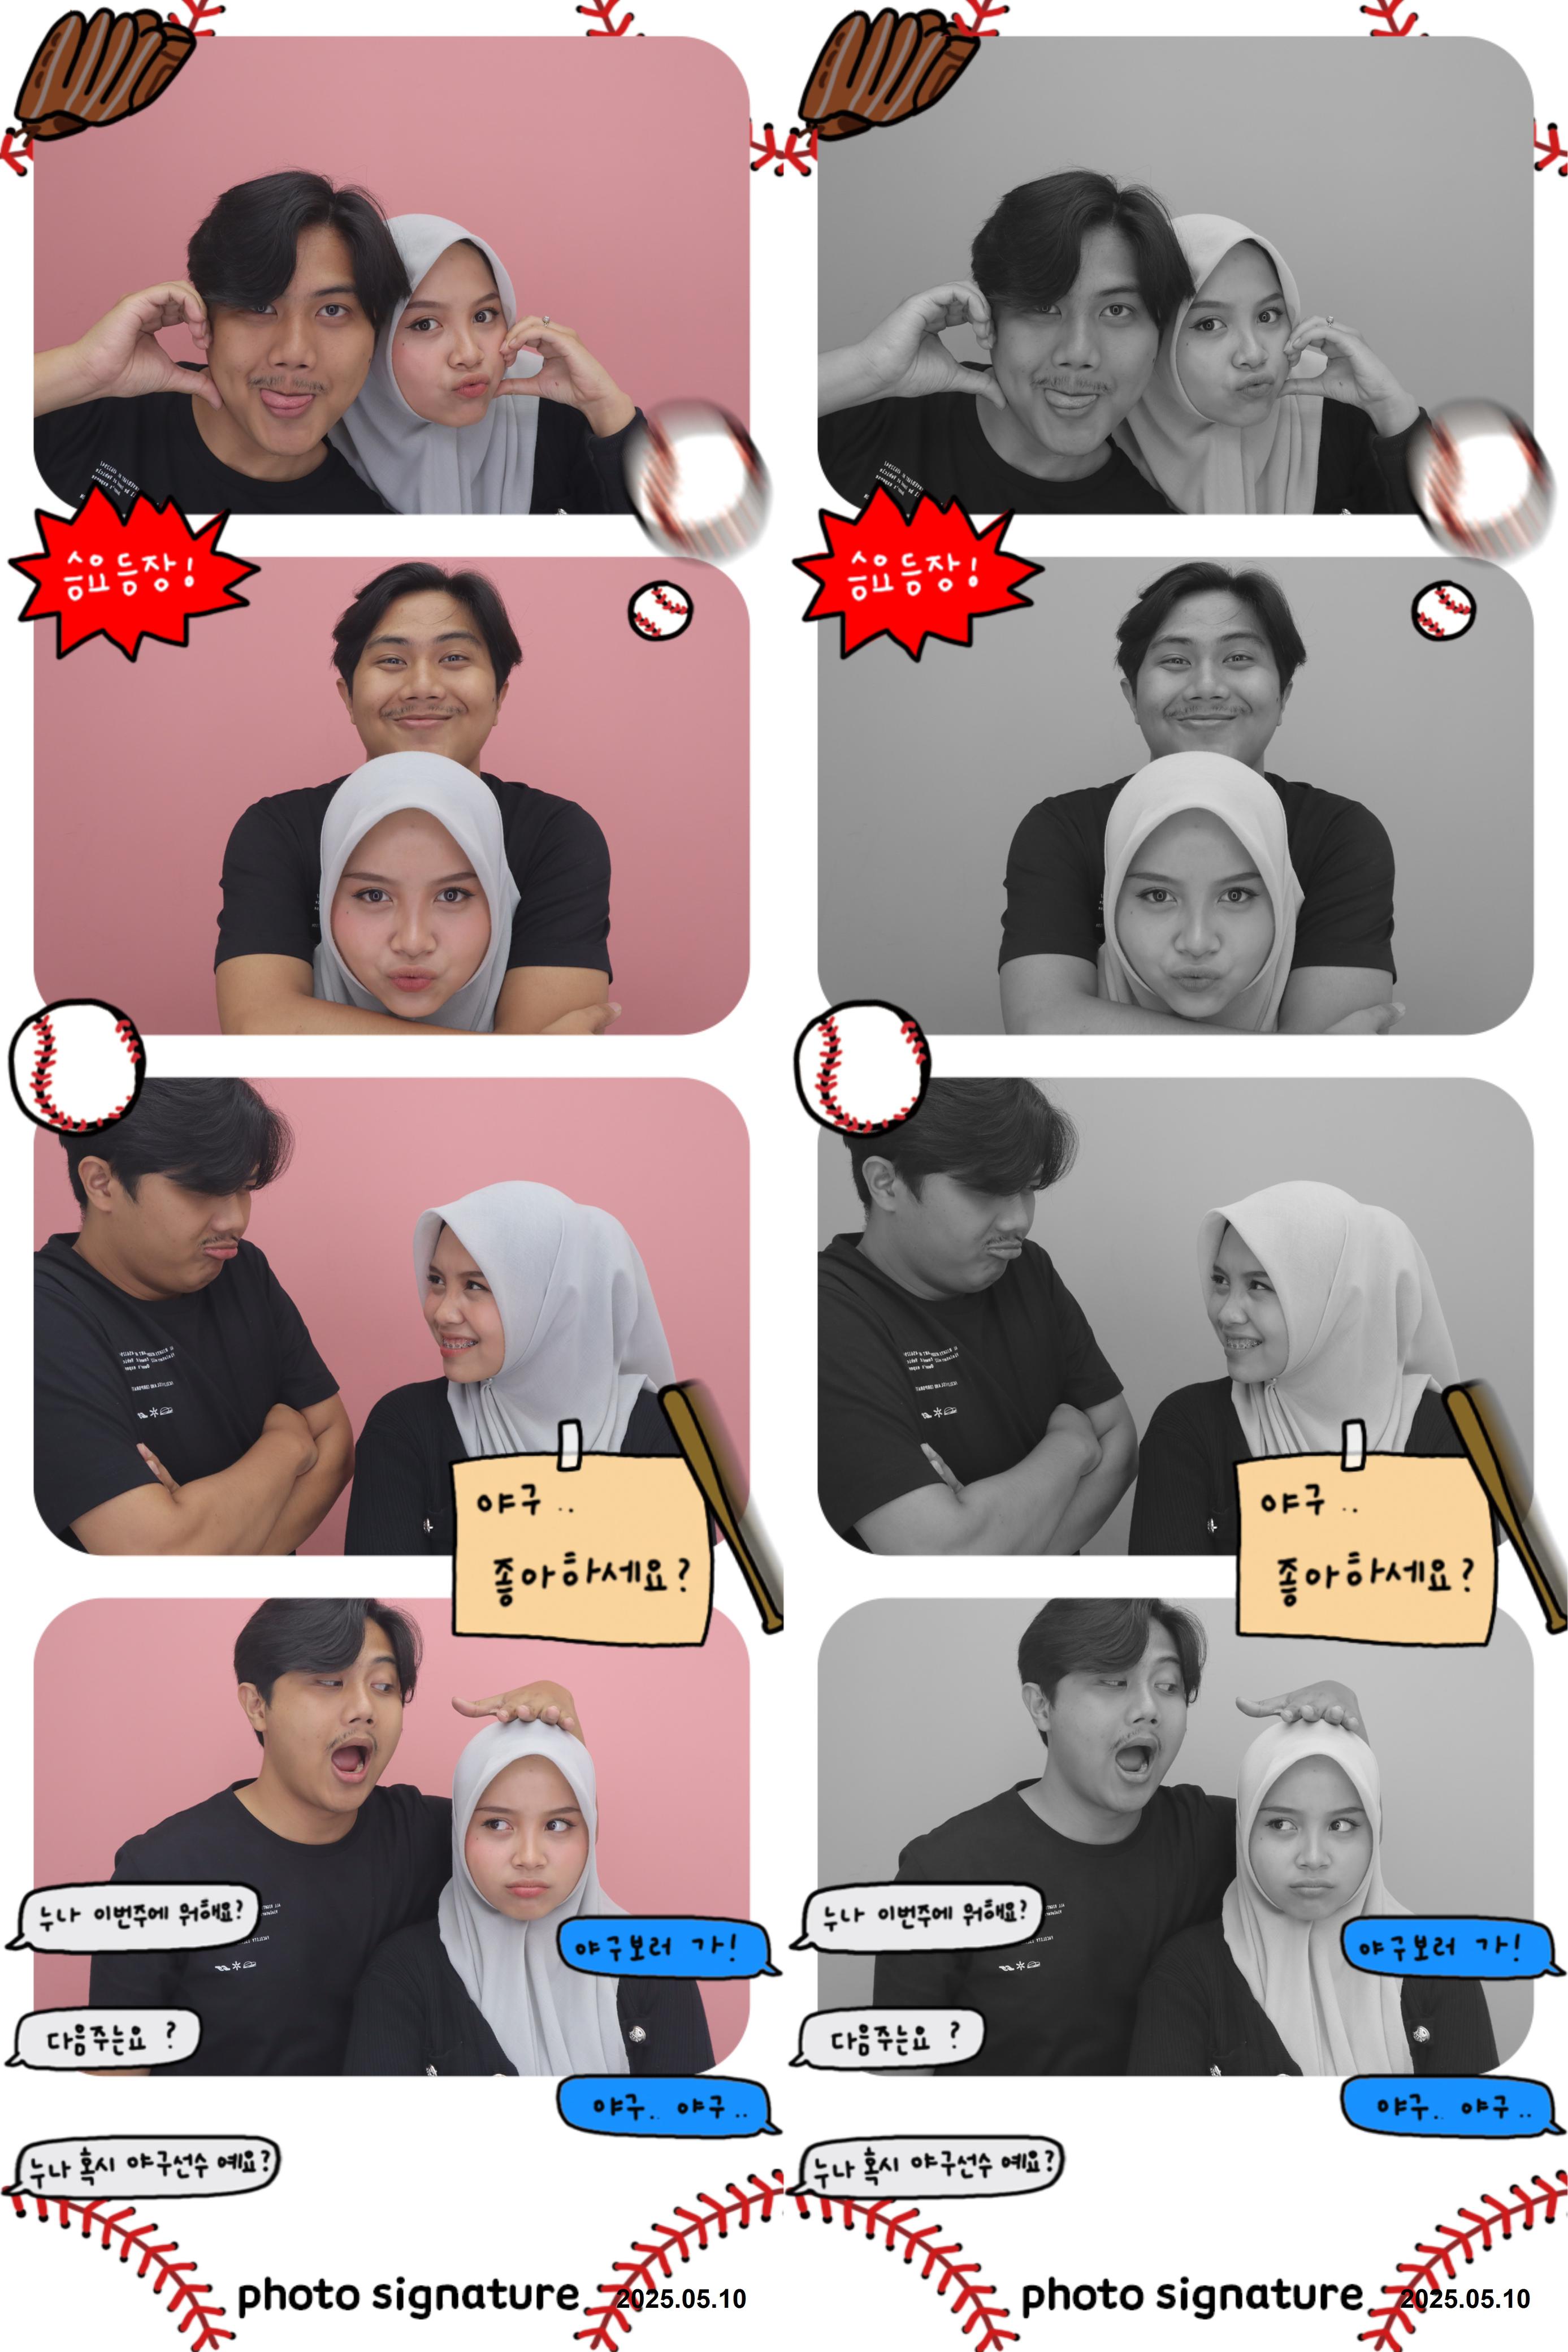 승요등장!
승요등장!
야구 ..
좋아하세요?
야구 ..
좋아하세요?
누나 이번주에 뭐해요?
야구보러 가!
다음주는요 ?
야구.. 야구..
누나 혹시 야구선수 예요?
누나 이번주에 뭐해요?
야구보러 가!
다음주는요 ?
야구.. 야구..
누나 혹시 야구선수 예요?
photo signature 2025.05.10
photo signature 2025.05.10